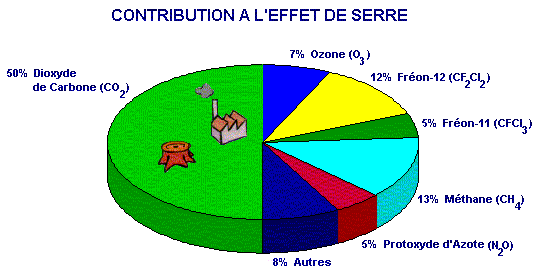 CONTRIBUTION A L'EFFET DE SERRE
7% Ozone (O3)
50% Dioxyde
de Carbone (CO2)
12% Fréon-12 (CF2Cl2)
5% Fréon-11 (CFCl3)
13% Méthane (CH4)
5% Protoxyde d'Azote (N2O)
8% Autres